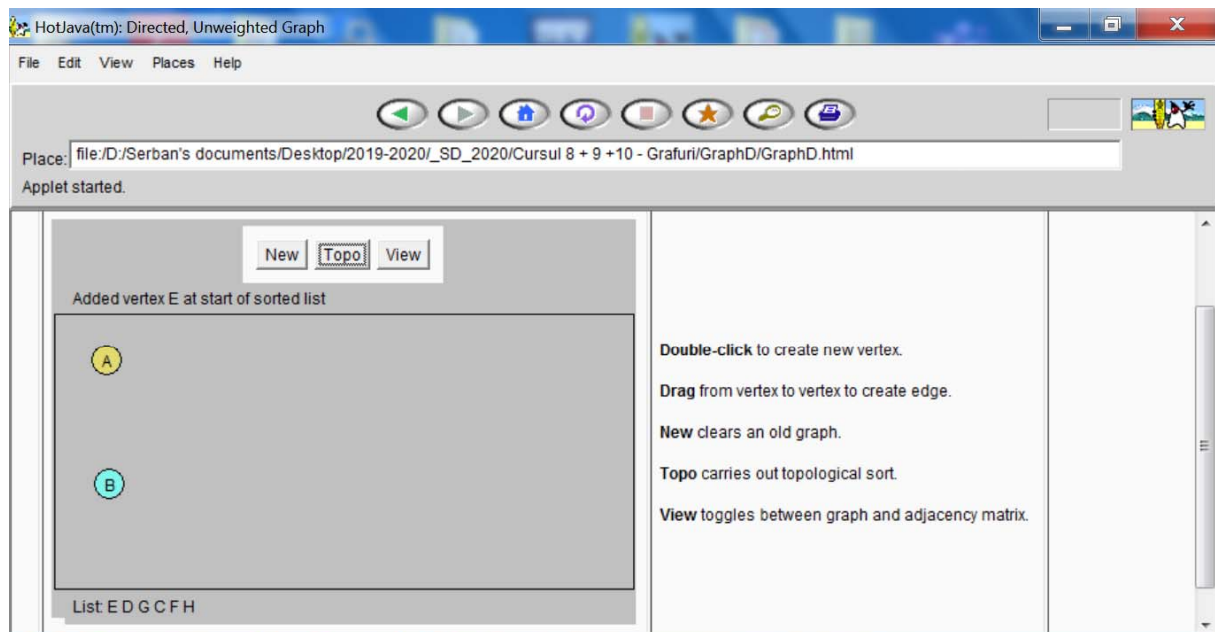 HotJava(tm): Directed, Unweighted Graph
File Edit View Places Help
Place: file:/D:/Serban's documents/Desktop/2019-2020/_SD_2020/Cursul 8 + 9 +10 - Grafuri/GraphD/GraphD.html
Applet started.
New Topo View
Added vertex E at start of sorted list
A
B
List: E D G C F H
Double-click to create new vertex.
Drag from vertex to vertex to create edge.
New clears an old graph.
Topo carries out topological sort.
View toggles between graph and adjacency matrix.